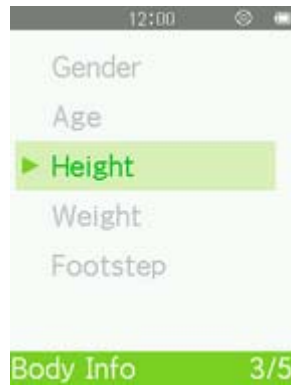 12:00
Gender
Age
Height
Weight
Footstep
Body Info 3/5